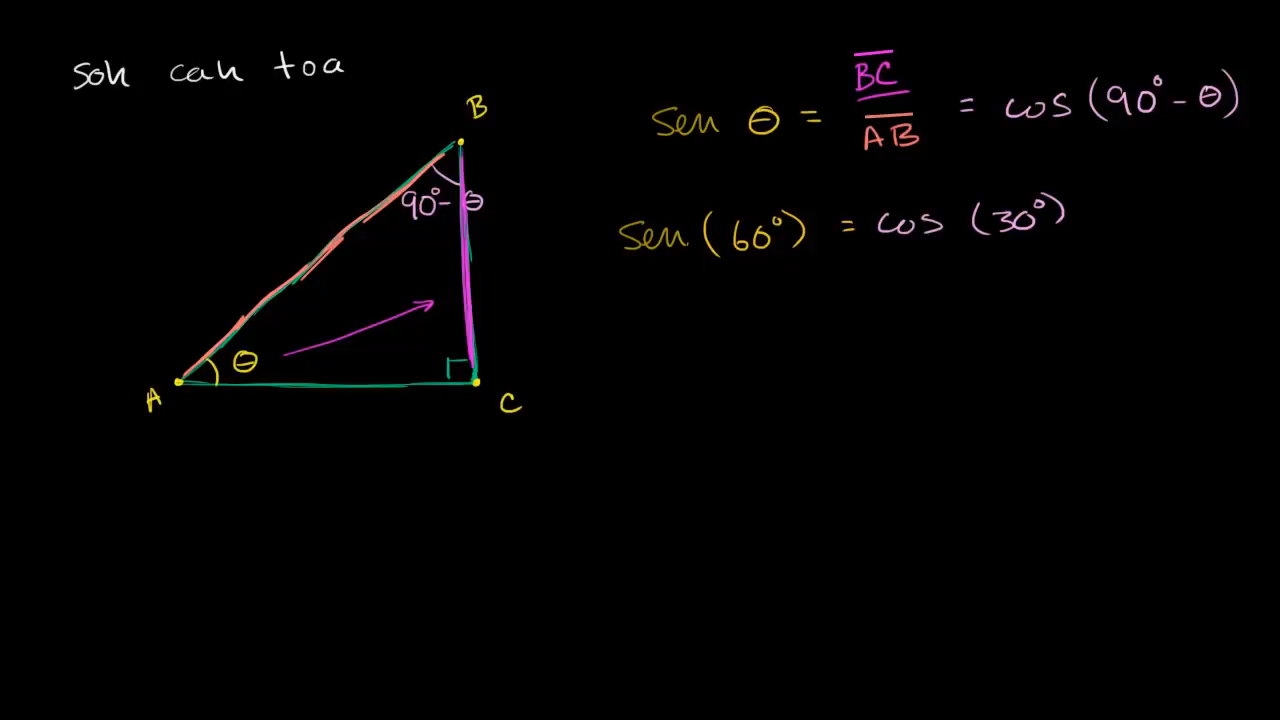 soh cah toa
B
90° - θ
θ
A
C
sen θ = BC / AB = cos (90° - θ)
sen (60°) = cos (30°)